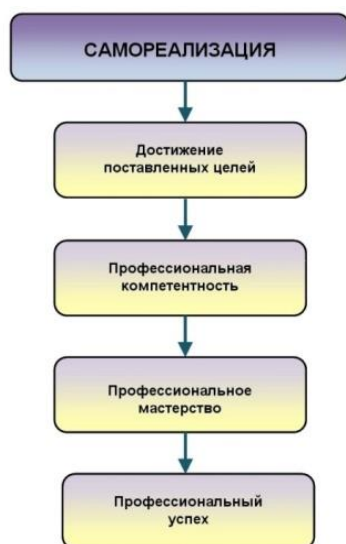 САМОРЕАЛИЗАЦИЯ
Достижение
поставленных целей
Профессиональная
компетентность
Профессиональное
мастерство
Профессиональный
успех